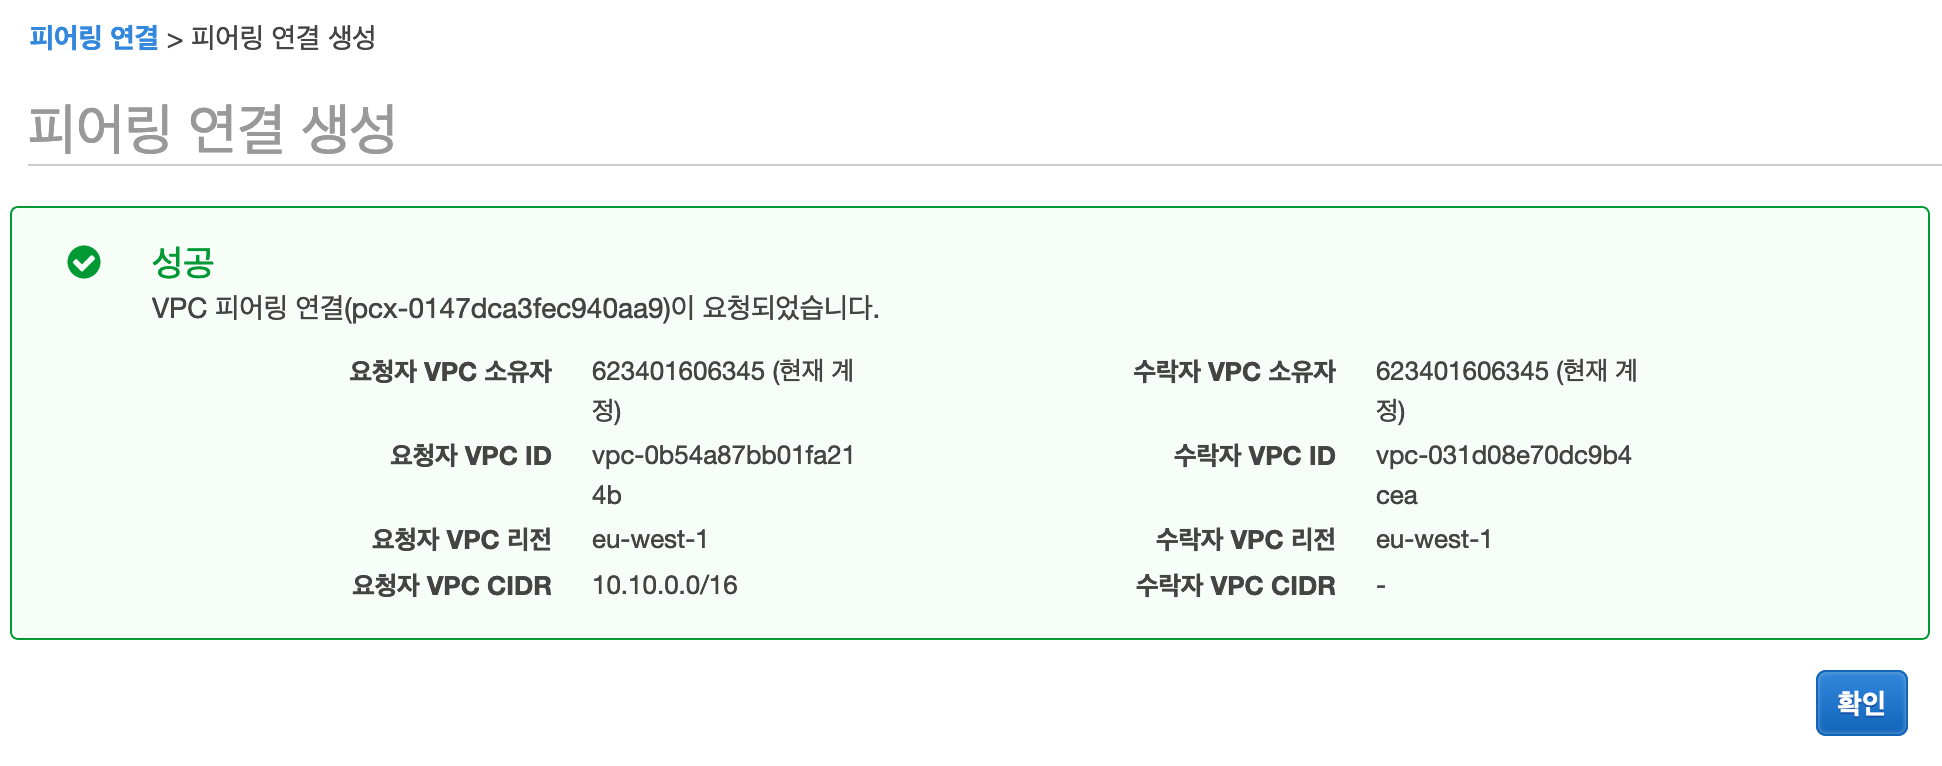 피어링 연결 > 피어링 연결 생성
피어링 연결 생성
성공
VPC 피어링 연결(pcx-0147dca3fec940aa9)이 요청되었습니다.
요청자 VPC 소유자 623401606345 (현재 계
정)
수락자 VPC 소유자 623401606345 (현재 계
정)
요청자 VPC ID vpc-0b54a87bb01fa21
4b
수락자 VPC ID vpc-031d08e70dc9b4
cea
요청자 VPC 리전 eu-west-1
수락자 VPC 리전 eu-west-1
요청자 VPC CIDR 10.10.0.0/16
수락자 VPC CIDR -
확인